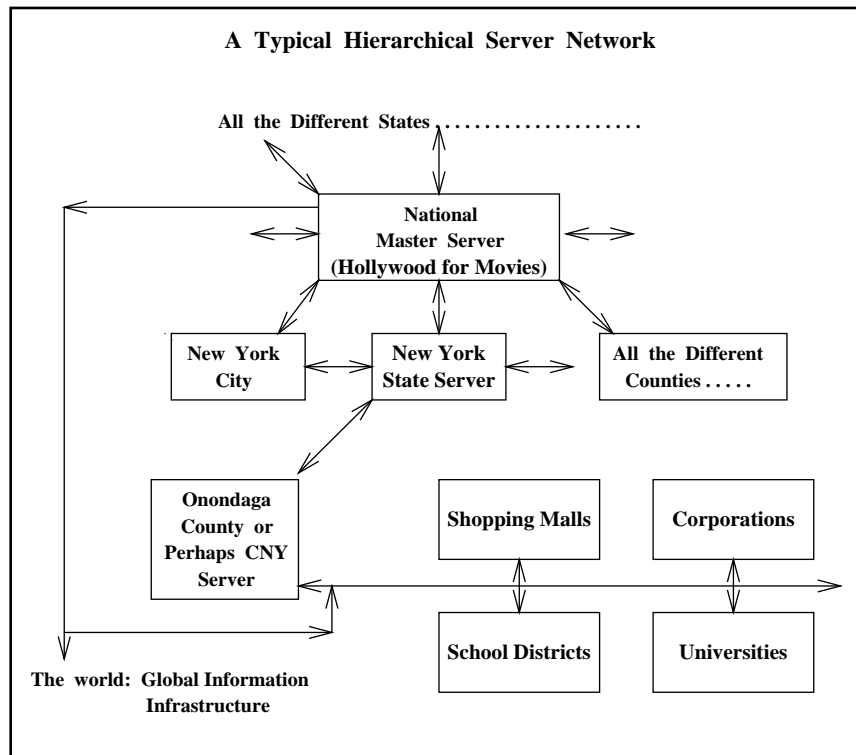 A Typical Hierarchical Server Network
All the Different States . . . . . . . . . . . . . . . . . . . . .
National
Master Server
(Hollywood for Movies)
New York
City
New York
State Server
All the Different
Counties . . . . .
Onondaga
County or
Perhaps CNY
Server
Shopping Malls
Corporations
School Districts
Universities
The world: Global Information
Infrastructure